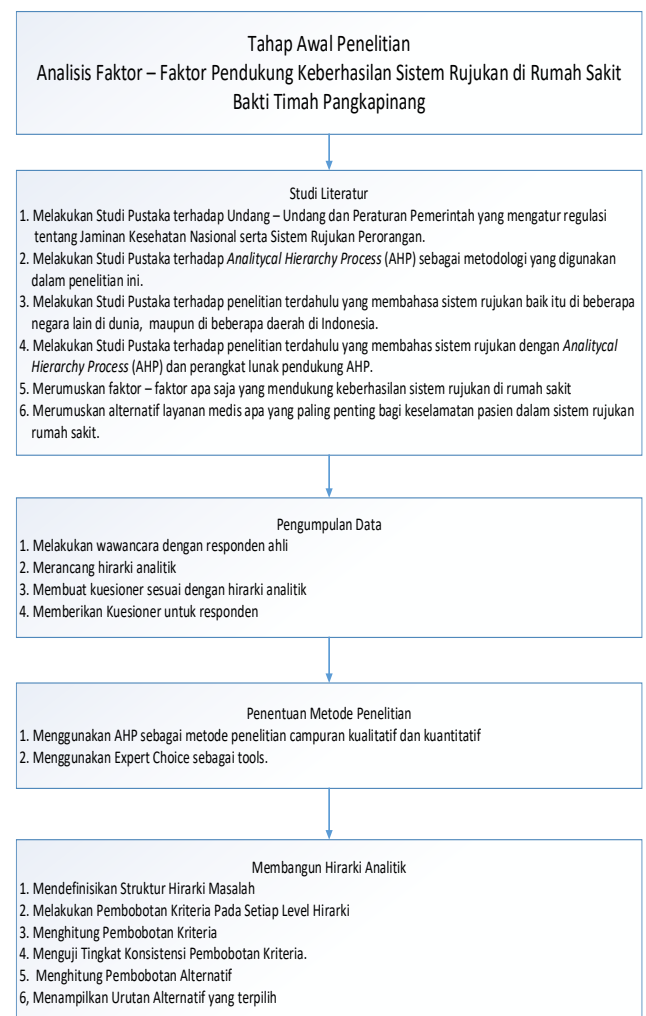 Tahap Awal Penelitian
Analisis Faktor – Faktor Pendukung Keberhasilan Sistem Rujukan di Rumah Sakit
Bakti Timah Pangkapinang
Studi Literatur
1. Melakukan Studi Pustaka terhadap Undang – Undang dan Peraturan Pemerintah yang mengatur regulasi
tentang Jaminan Kesehatan Nasional serta Sistem Rujukan Perorangan.
2. Melakukan Studi Pustaka terhadap Analitycal Hierarchy Process (AHP) sebagai metodologi yang digunakan
dalam penelitian ini.
3. Melakukan Studi Pustaka terhadap penelitian terdahulu yang membahasa sistem rujukan baik itu di beberapa
negara lain di dunia, maupun di beberapa daerah di Indonesia.
4. Melakukan Studi Pustaka terhadap penelitian terdahulu yang membahas sistem rujukan dengan Analitycal
Hierarchy Process (AHP) dan perangkat lunak pendukung AHP.
5. Merumuskan faktor – faktor apa saja yang mendukung keberhasilan sistem rujukan di rumah sakit
6. Merumuskan alternatif layanan medis apa yang paling penting bagi keselamatan pasien dalam sistem rujukan
rumah sakit.
Pengumpulan Data
1. Melakukan wawancara dengan responden ahli
2. Merancang hirarki analitik
3. Membuat kuesioner sesuai dengan hirarki analitik
4. Memberikan Kuesioner untuk responden
Penentuan Metode Penelitian
1. Menggunakan AHP sebagai metode penelitian campuran kualitatif dan kuantitatif
2. Menggunakan Expert Choice sebagai tools.
Membangun Hirarki Analitik
1. Mendefinisikan Struktur Hirarki Masalah
2. Melakukan Pembobotan Kriteria Pada Setiap Level Hirarki
3. Menghitung Pembobotan Kriteria
4. Menguji Tingkat Konsistensi Pembobotan Kriteria.
5. Menghitung Pembobotan Alternatif
6, Menampilkan Urutan Alternatif yang terpilih